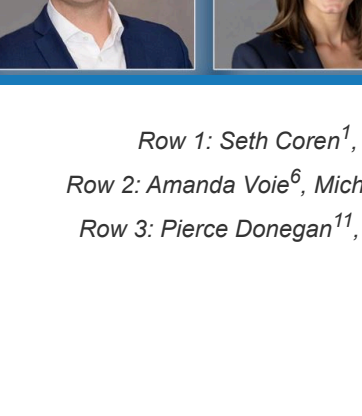 Row 1: Seth Coren1,
Row 2: Amanda Voie6, Mich
Row 3: Pierce Donegan11,